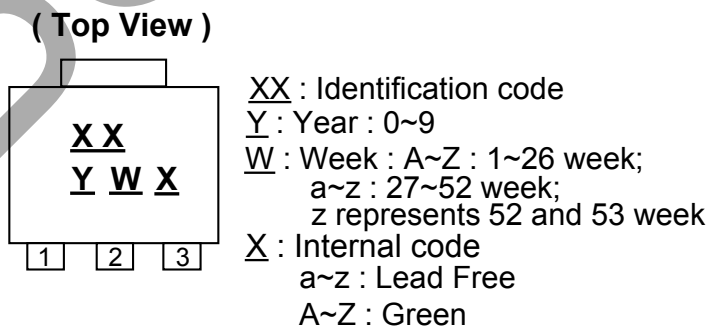 ( Top View )
XX : Identification code
Y : Year : 0~9
W : Week : A~Z : 1~26 week;
a~z : 27~52 week;
z represents 52 and 53 week
X : Internal code
a~z : Lead Free
A~Z : Green
X X
Y W X
1 2 3